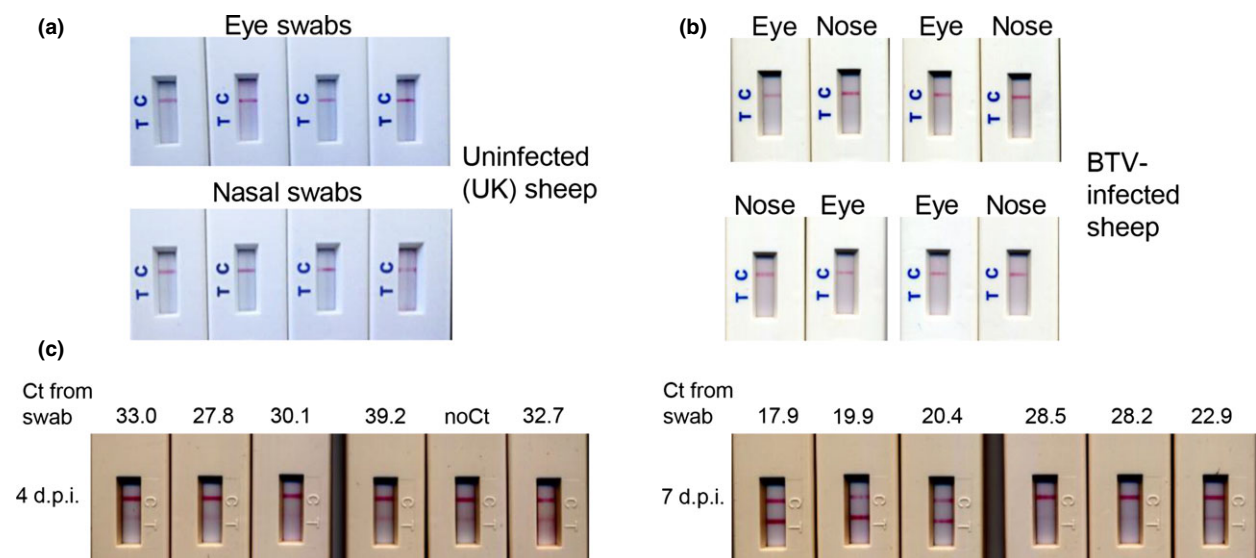 (a)
Eye swabs
T C
Uninfected
(UK) sheep
Nasal swabs
T C
(b)
Eye Nose Eye Nose
T C T C
BTV-
infected
sheep
Nose Eye Eye Nose
T C T C T C
(c)
Ct from
swab 33.0 27.8 30.1 39.2 noCt 32.7
4 d.p.i.
C T C T C T C T C T C T
Ct from
swab 17.9 19.9 20.4 28.5 28.2 22.9
7 d.p.i.
C T C T C T C T C T C T